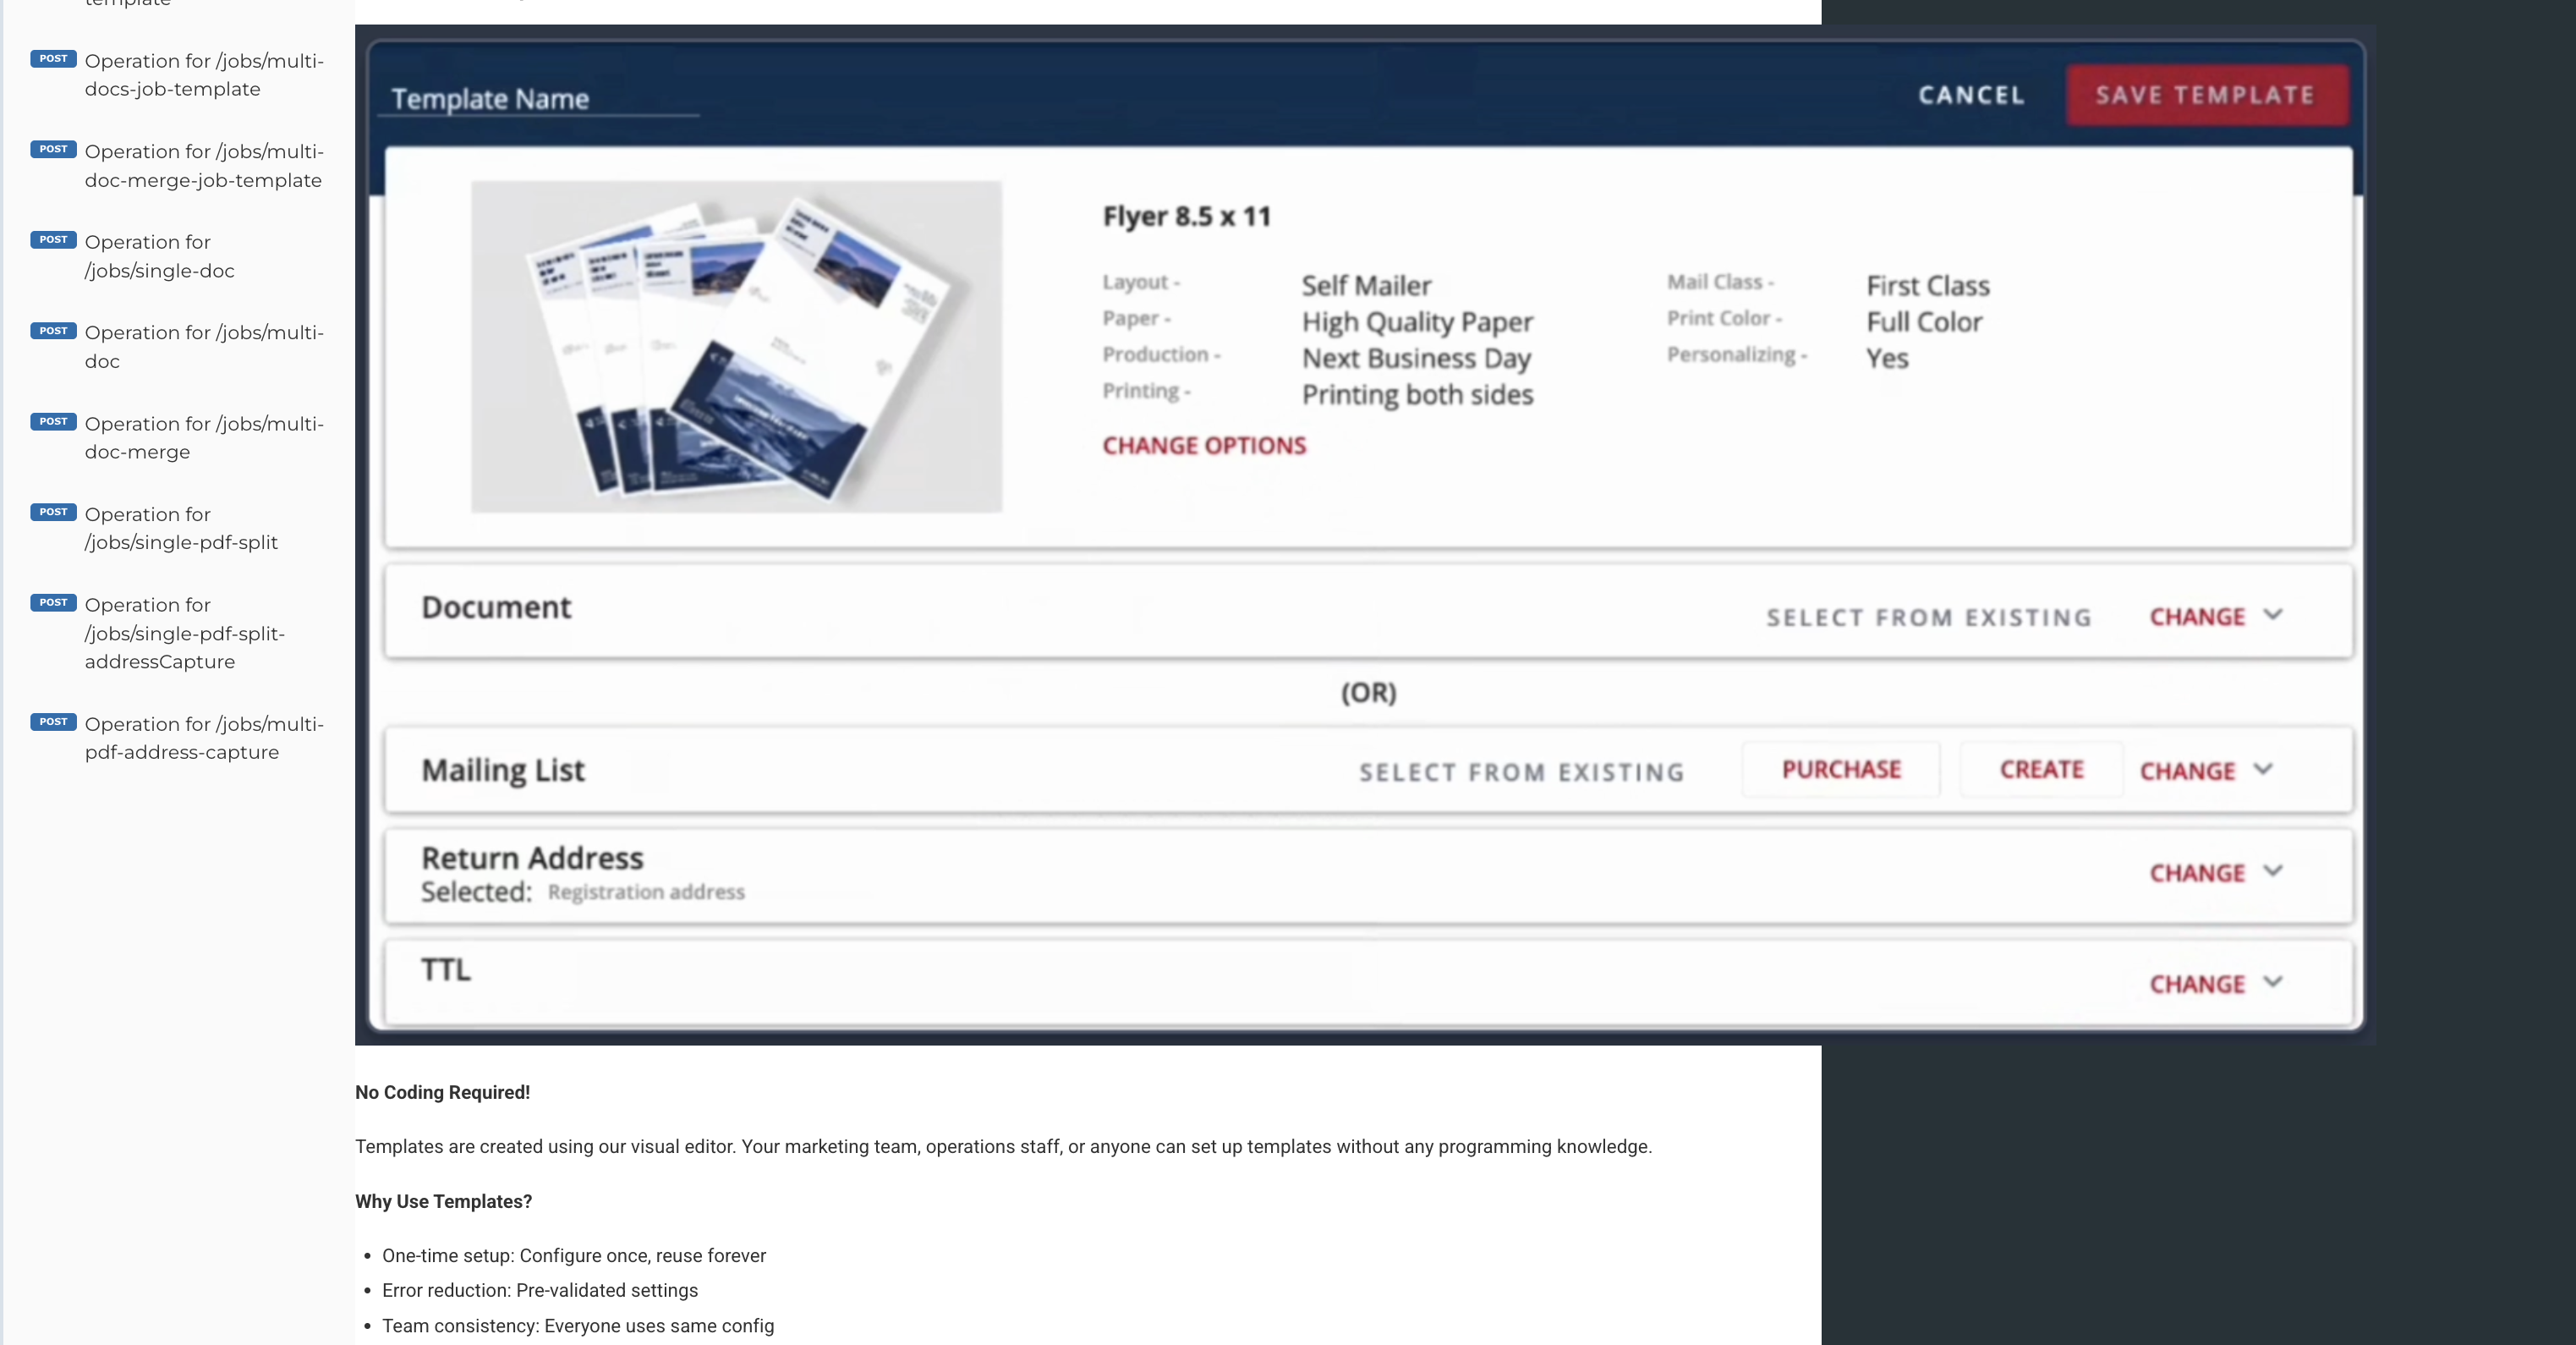 template
POST Operation for /jobs/multi-
docs-job-template
POST Operation for /jobs/multi-
doc-merge-job-template
POST Operation for
/jobs/single-doc
POST Operation for /jobs/multi-
doc
POST Operation for /jobs/multi-
doc-merge
POST Operation for
/jobs/single-pdf-split
POST Operation for
/jobs/single-pdf-split-
addressCapture
POST Operation for /jobs/multi-
pdf-address-capture
Template Name
CANCEL SAVE TEMPLATE
Flyer 8.5 x 11
Layout - Self Mailer Mail Class - First Class
Paper - High Quality Paper Print Color - Full Color
Production - Next Business Day Personalizing - Yes
Printing - Printing both sides
CHANGE OPTIONS
Document SELECT FROM EXISTING CHANGE
(OR)
Mailing List SELECT FROM EXISTING PURCHASE CREATE CHANGE
Return Address
Selected: Registration address CHANGE
TTL CHANGE
No Coding Required!
Templates are created using our visual editor. Your marketing team, operations staff, or anyone can set up templates without any programming knowledge.
Why Use Templates?
• One-time setup: Configure once, reuse forever
• Error reduction: Pre-validated settings
• Team consistency: Everyone uses same config